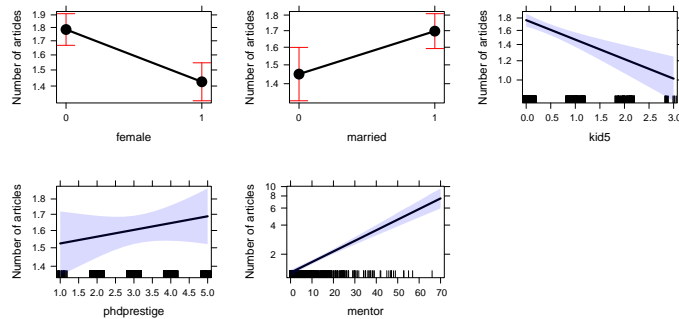 Number of articles
1.9
1.8
1.7
1.6
1.5
1.4
0 1
female
Number of articles
1.8
1.7
1.6
1.5
1.4
0 1
married
Number of articles
1.8
1.6
1.4
1.2
1.0
0.0 0.5 1.0 1.5 2.0 2.5 3.0
kid5
Number of articles
1.8
1.7
1.6
1.5
1.4
1.0 1.5 2.0 2.5 3.0 3.5 4.0 4.5 5.0
phdprestige
Number of articles
10
8
6
4
2
0 10 20 30 40 50 60 70
mentor